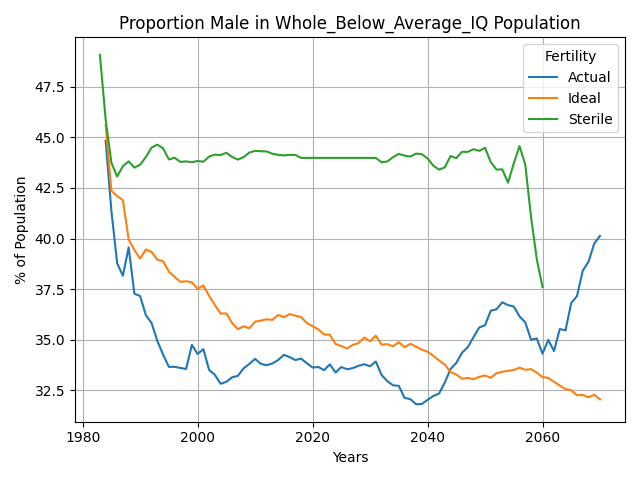 Proportion Male in Whole_Below_Average_IQ Population
Fertility
Actual
Ideal
Sterile
% of Population
47.5
45.0
42.5
40.0
37.5
35.0
32.5
1980
2000
2020
2040
2060
Years